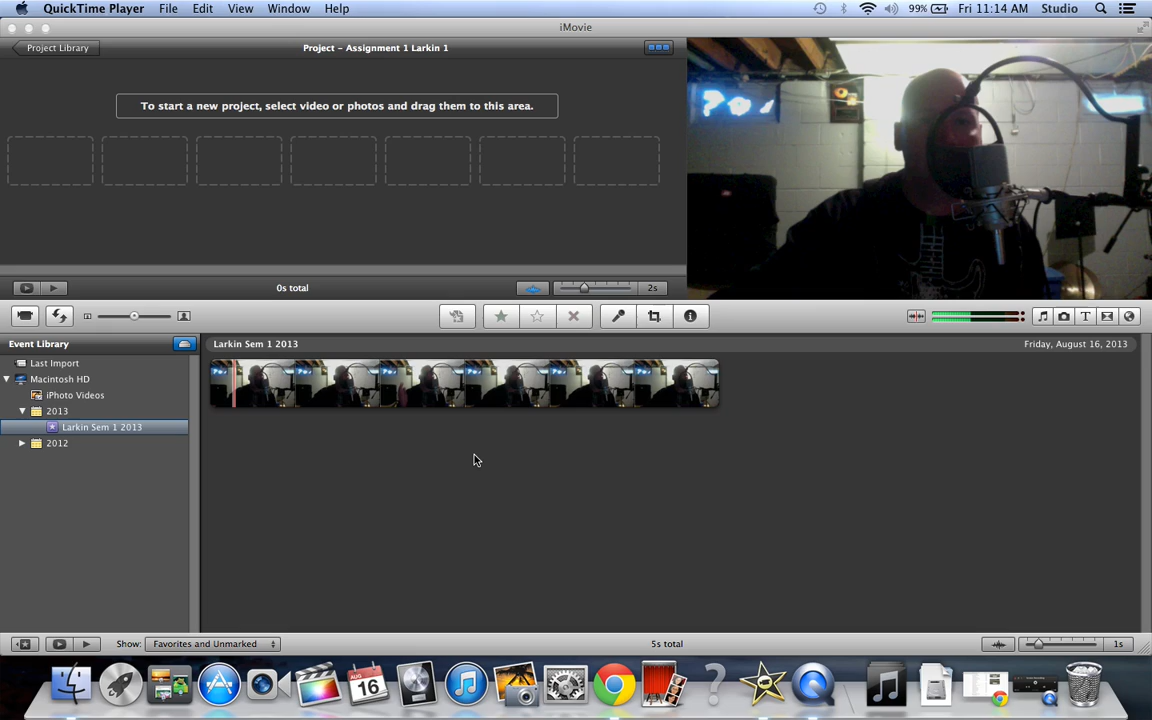 QuickTime Player File Edit View Window Help 99% Fri 11:14 AM Studio
iMovie
Project Library Project – Assignment 1 Larkin 1
To start a new project, select video or photos and drag them to this area.
0s total 2s
Event Library Larkin Sem 1 2013 Friday, August 16, 2013
Last Import
Macintosh HD
iPhoto Videos
2013
Larkin Sem 1 2013
2012
Show: Favorites and Unmarked 5s total 1s
AUG
16